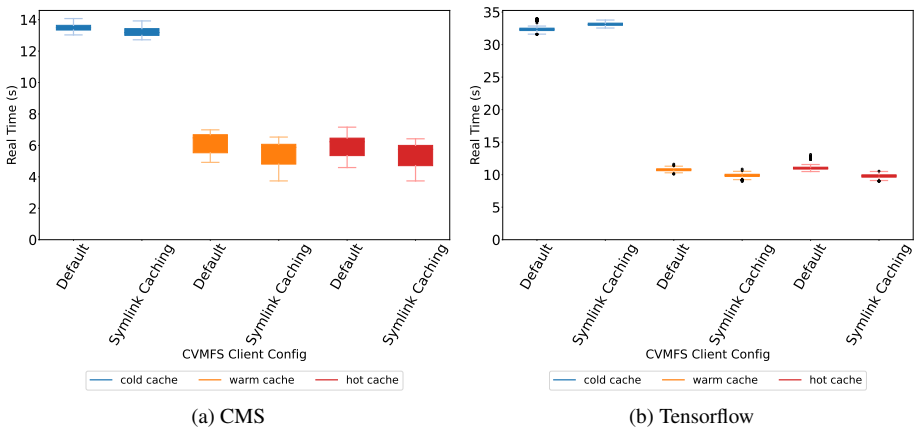 14
12
10
8
6
4
2
0
Real Time (s)
Default
Symlink Caching
Default
Symlink Caching
Default
Symlink Caching
CVMFS Client Config
cold cache warm cache hot cache
(a) CMS
35
30
25
20
15
10
5
0
Real Time (s)
Default
Symlink Caching
Default
Symlink Caching
Default
Symlink Caching
CVMFS Client Config
cold cache warm cache hot cache
(b) Tensorflow